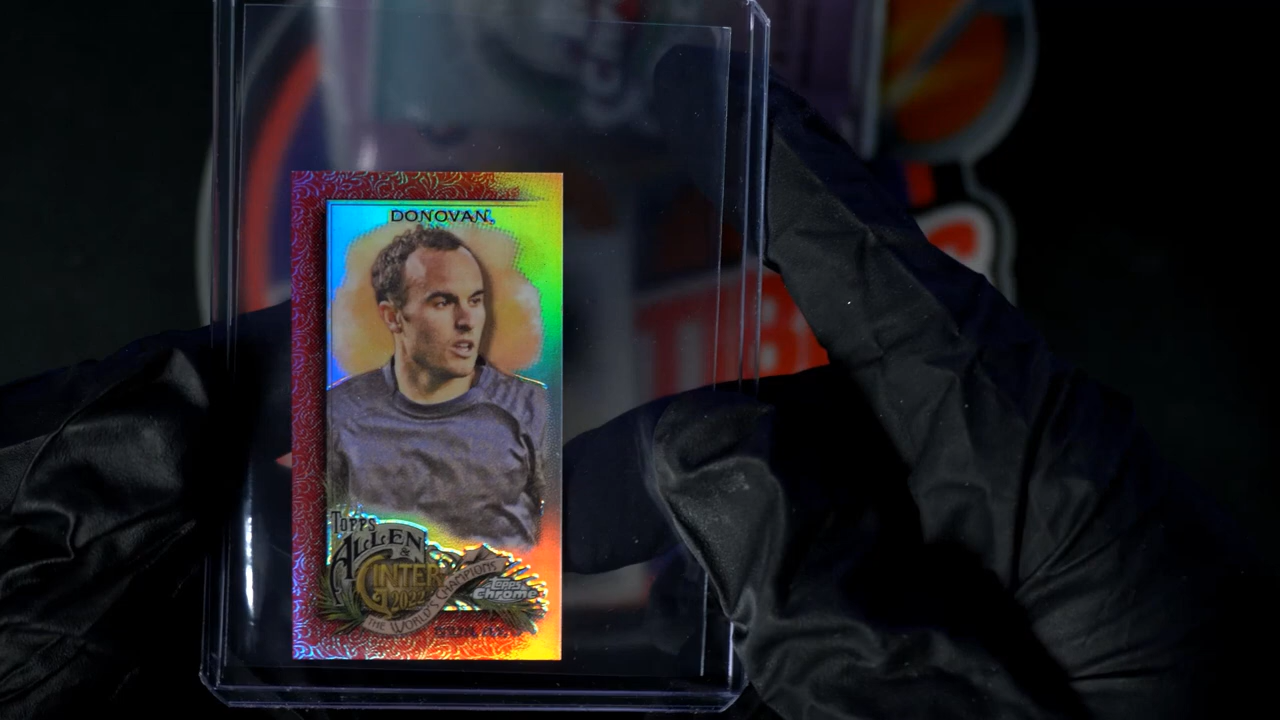 DONOVAN
TOPPS
ALLEN &
GINTER
2022
THE WORLD'S CHAMPIONS
Topps
Chrome